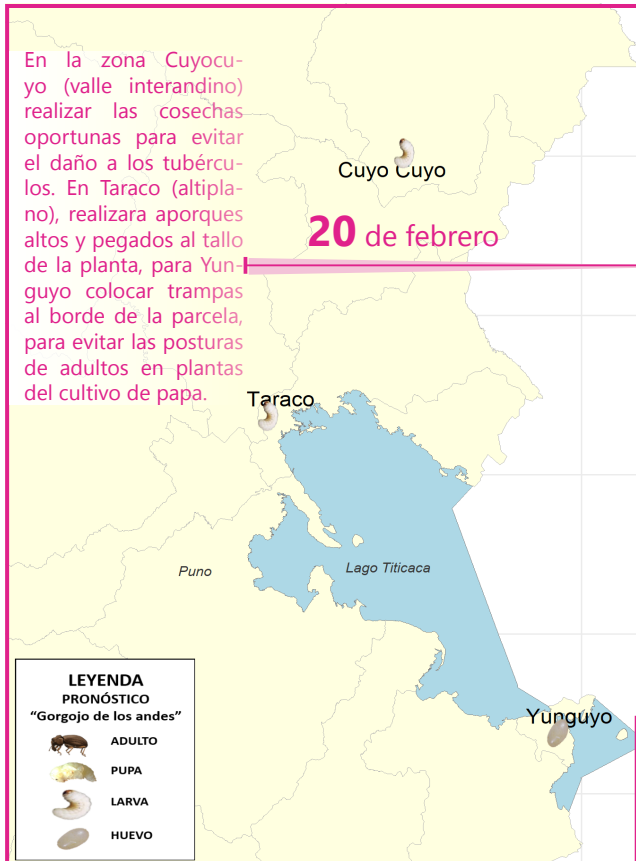 En la zona Cuyocu-
yo (valle interandino)
realizar las cosechas
oportunas para evitar
el daño a los tubércu-
los. En Taraco (altipla-
no), realizara aporques
altos y pegados al tallo
de la planta, para Yun-
guyo colocar trampas
al borde de la parcela,
para evitar las posturas
de adultos en plantas
del cultivo de papa.
Cuyo Cuyo
20 de febrero
Taraco
Puno
Lago Titicaca
Yunguyo
LEYENDA
PRONÓSTICO
“Gorgojo de los andes”
ADULTO
PUPA
LARVA
HUEVO